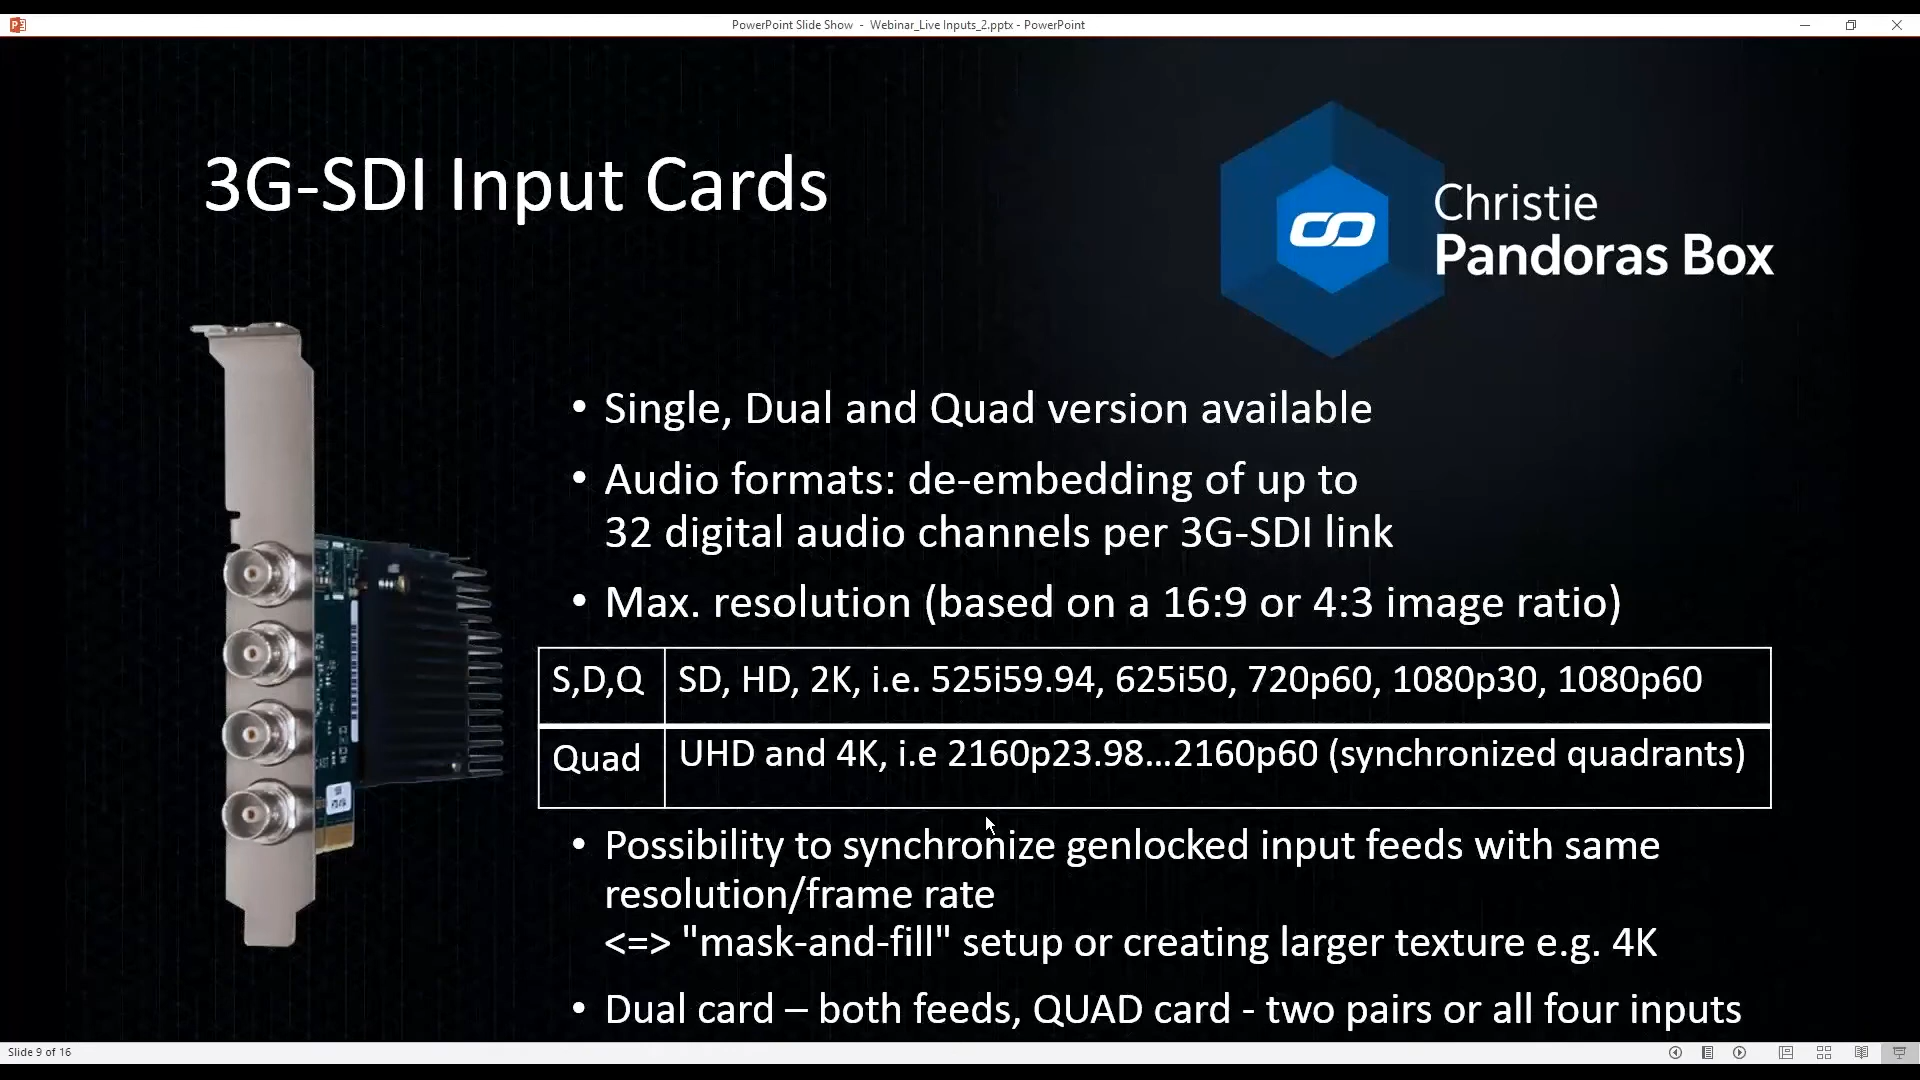 PowerPoint Slide Show - Webinar_Live Inputs_2.pptx - PowerPoint
3G-SDI Input Cards
Christie
Pandoras Box
• Single, Dual and Quad version available
• Audio formats: de-embedding of up to
32 digital audio channels per 3G-SDI link
• Max. resolution (based on a 16:9 or 4:3 image ratio)
S,D,Q SD, HD, 2K, i.e. 525i59.94, 625i50, 720p60, 1080p30, 1080p60
Quad UHD and 4K, i.e 2160p23.98...2160p60 (synchronized quadrants)
• Possibility to synchronize genlocked input feeds with same
resolution/frame rate
<=> "mask-and-fill" setup or creating larger texture e.g. 4K
• Dual card – both feeds, QUAD card - two pairs or all four inputs
Slide 9 of 16